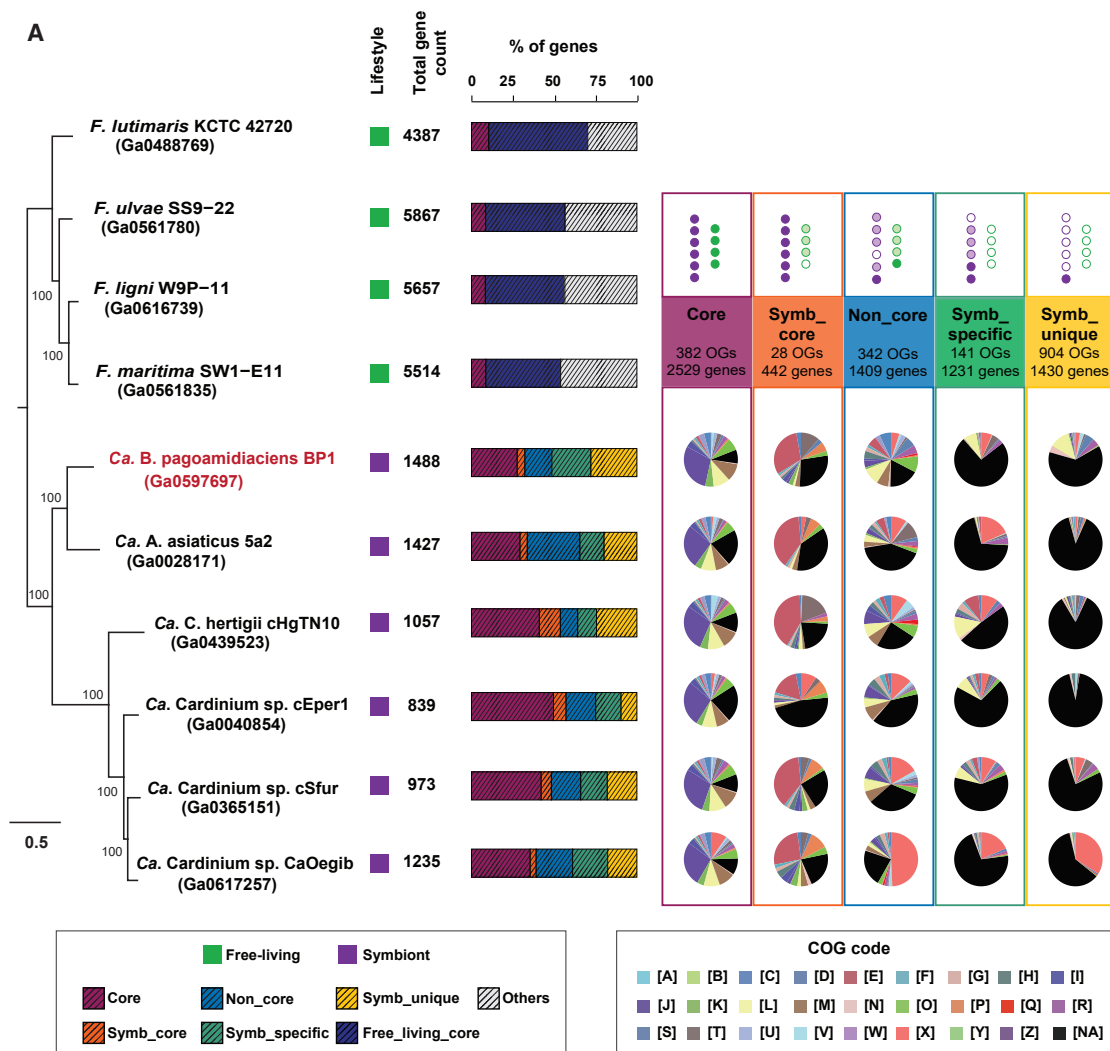 A
Lifestyle
Total gene
count
% of genes
0 25 50 75 100
F. lutimaris KCTC 42720
(Ga0488769)
4387
F. ulvae SS9−22
(Ga0561780)
5867
F. ligni W9P−11
(Ga0616739)
5657
F. maritima SW1−E11
(Ga0561835)
5514
Ca. B. pagoamidiaciens BP1
(Ga0597697)
1488
Ca. A. asiaticus 5a2
(Ga0028171)
1427
Ca. C. hertigii cHgTN10
(Ga0439523)
1057
Ca. Cardinium sp. cEper1
(Ga0040854)
839
Ca. Cardinium sp. cSfur
(Ga0365151)
973
Ca. Cardinium sp. CaOegib
(Ga0617257)
1235
100
100
100
100
100
100
100
0.5
Core
382 OGs
2529 genes
Symb_
core
28 OGs
442 genes
Non_core
342 OGs
1409 genes
Symb_
specific
141 OGs
1231 genes
Symb_
unique
904 OGs
1430 genes
Free-living
Symbiont
Core
Non_core
Symb_unique
Others
Symb_core
Symb_specific
Free_living_core
COG code
[A] [B] [C] [D] [E] [F] [G] [H] [I]
[J] [K] [L] [M] [N] [O] [P] [Q] [R]
[S] [T] [U] [V] [W] [X] [Y] [Z] [NA]